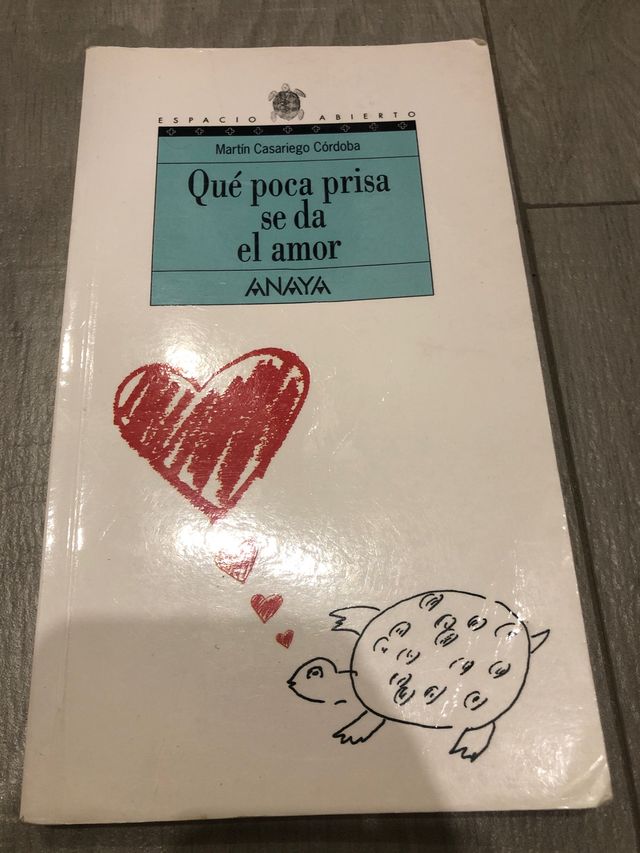 ESPACIO ABIERTO
Martín Casariego Córdoba
Qué poca prisa
se da
el amor
ANAYA